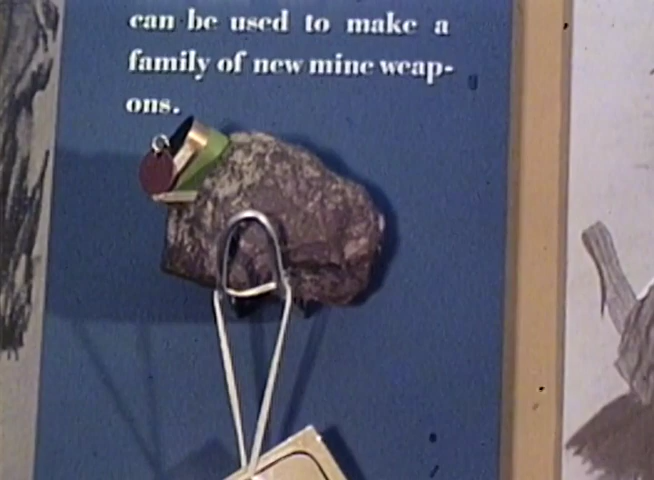 can be used to make a
family of new mine weap-
ons.